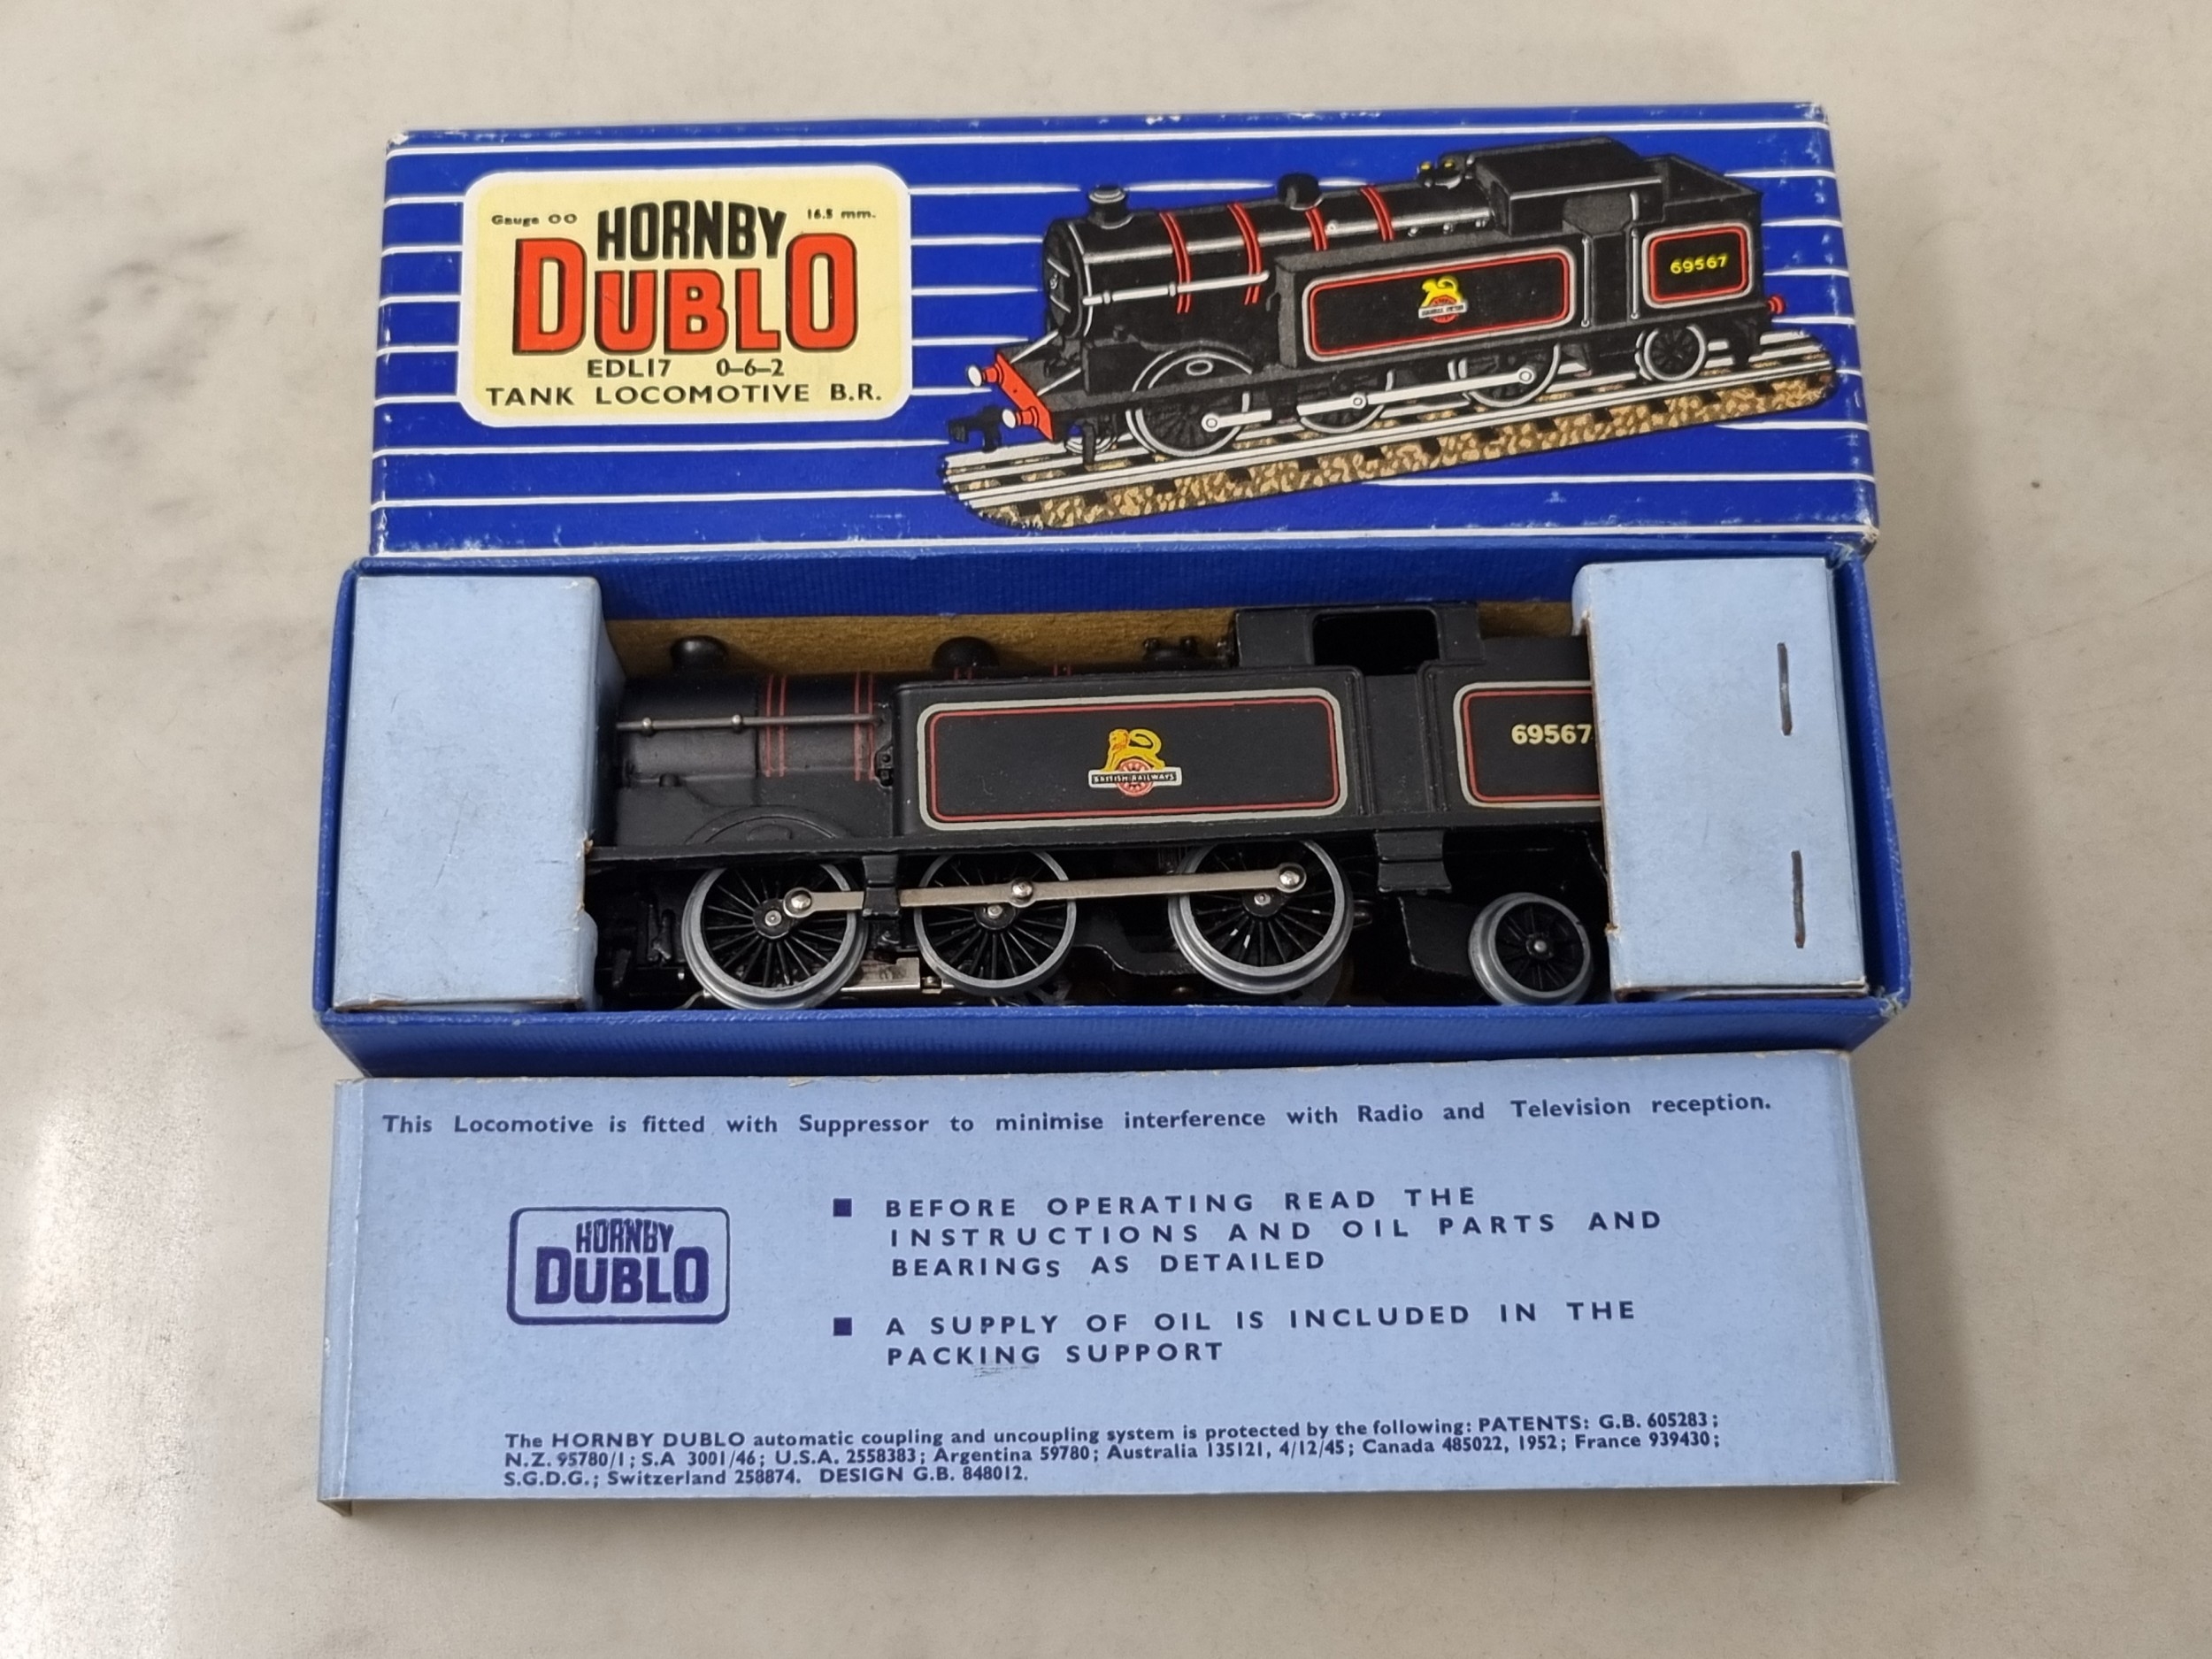 Gauge OO HORNBY 16.5 mm.
DUBLO
EDL17 0-6-2
TANK LOCOMOTIVE B.R.
69567
BRITISH RAILWAYS
69567
This Locomotive is fitted with Suppressor to minimise interference with Radio and Television reception.
HORNBY
DUBLO
■ BEFORE OPERATING READ THE
INSTRUCTIONS AND OIL PARTS AND
BEARINGS AS DETAILED
■ A SUPPLY OF OIL IS INCLUDED IN THE
PACKING SUPPORT
The HORNBY DUBLO automatic coupling and uncoupling system is protected by the following: PATENTS: G.B. 605283;
N.Z. 95780/1; S.A 3001/46; U.S.A. 2558383; Argentina 59780; Australia 135121, 4/12/45; Canada 485022, 1952; France 939430;
S.G.D.G.; Switzerland 258874. DESIGN G.B. 848012.